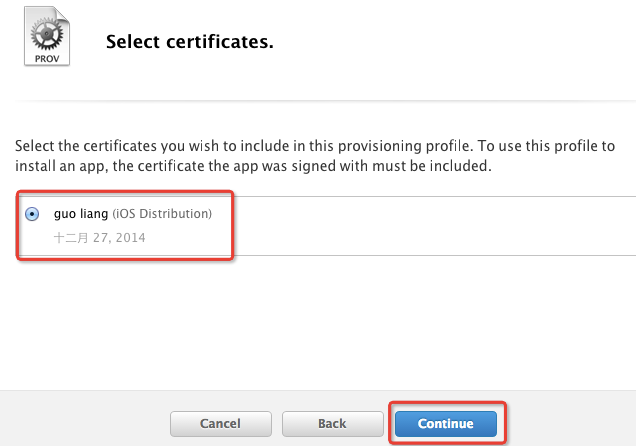 PROV
Select certificates.
Select the certificates you wish to include in this provisioning profile. To use this profile to
install an app, the certificate the app was signed with must be included.
guo liang (iOS Distribution)
十二月 27, 2014
Cancel
Back
Continue